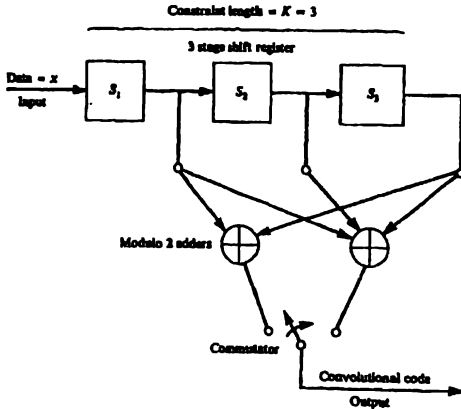 Constraint length = K = 3
3 stage shift register
Data = x
Input
S₁
S₂
S₃
Modulo 2 adders
Commutator
Convolutional code
Output